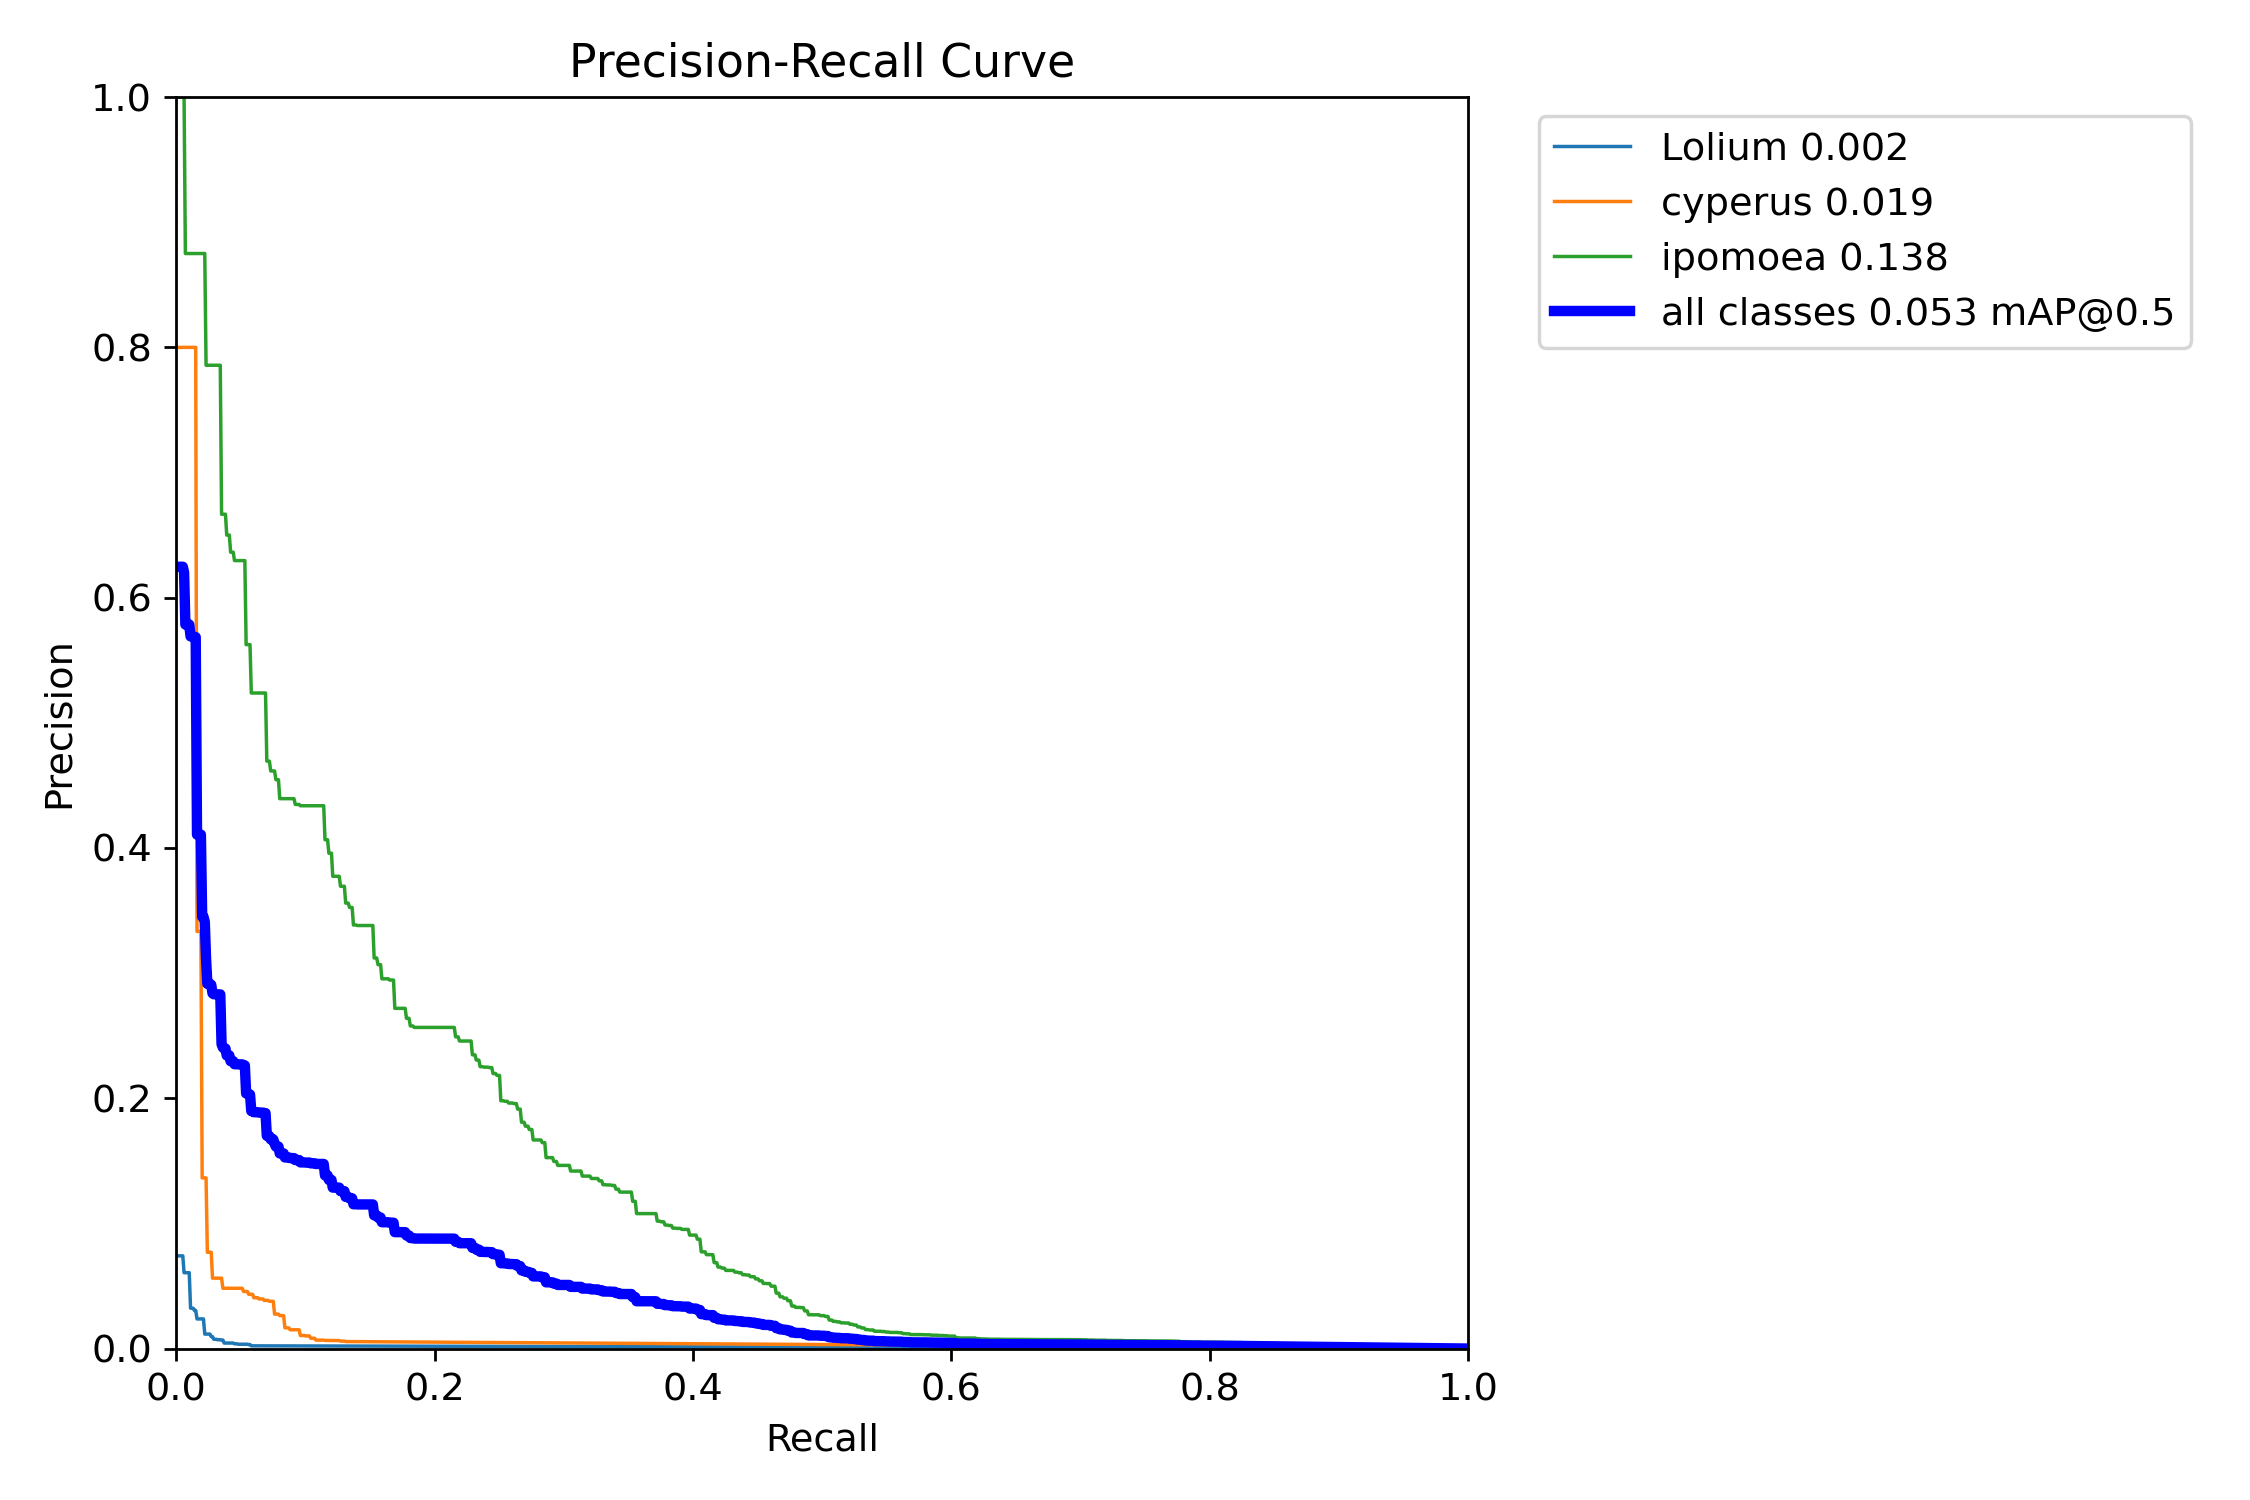 Precision-Recall Curve
1.0
0.8
0.6
0.4
0.2
0.0
Precision
0.0 0.2 0.4 0.6 0.8 1.0
Recall
Lolium 0.002
cyperus 0.019
ipomoea 0.138
all classes 0.053 mAP@0.5